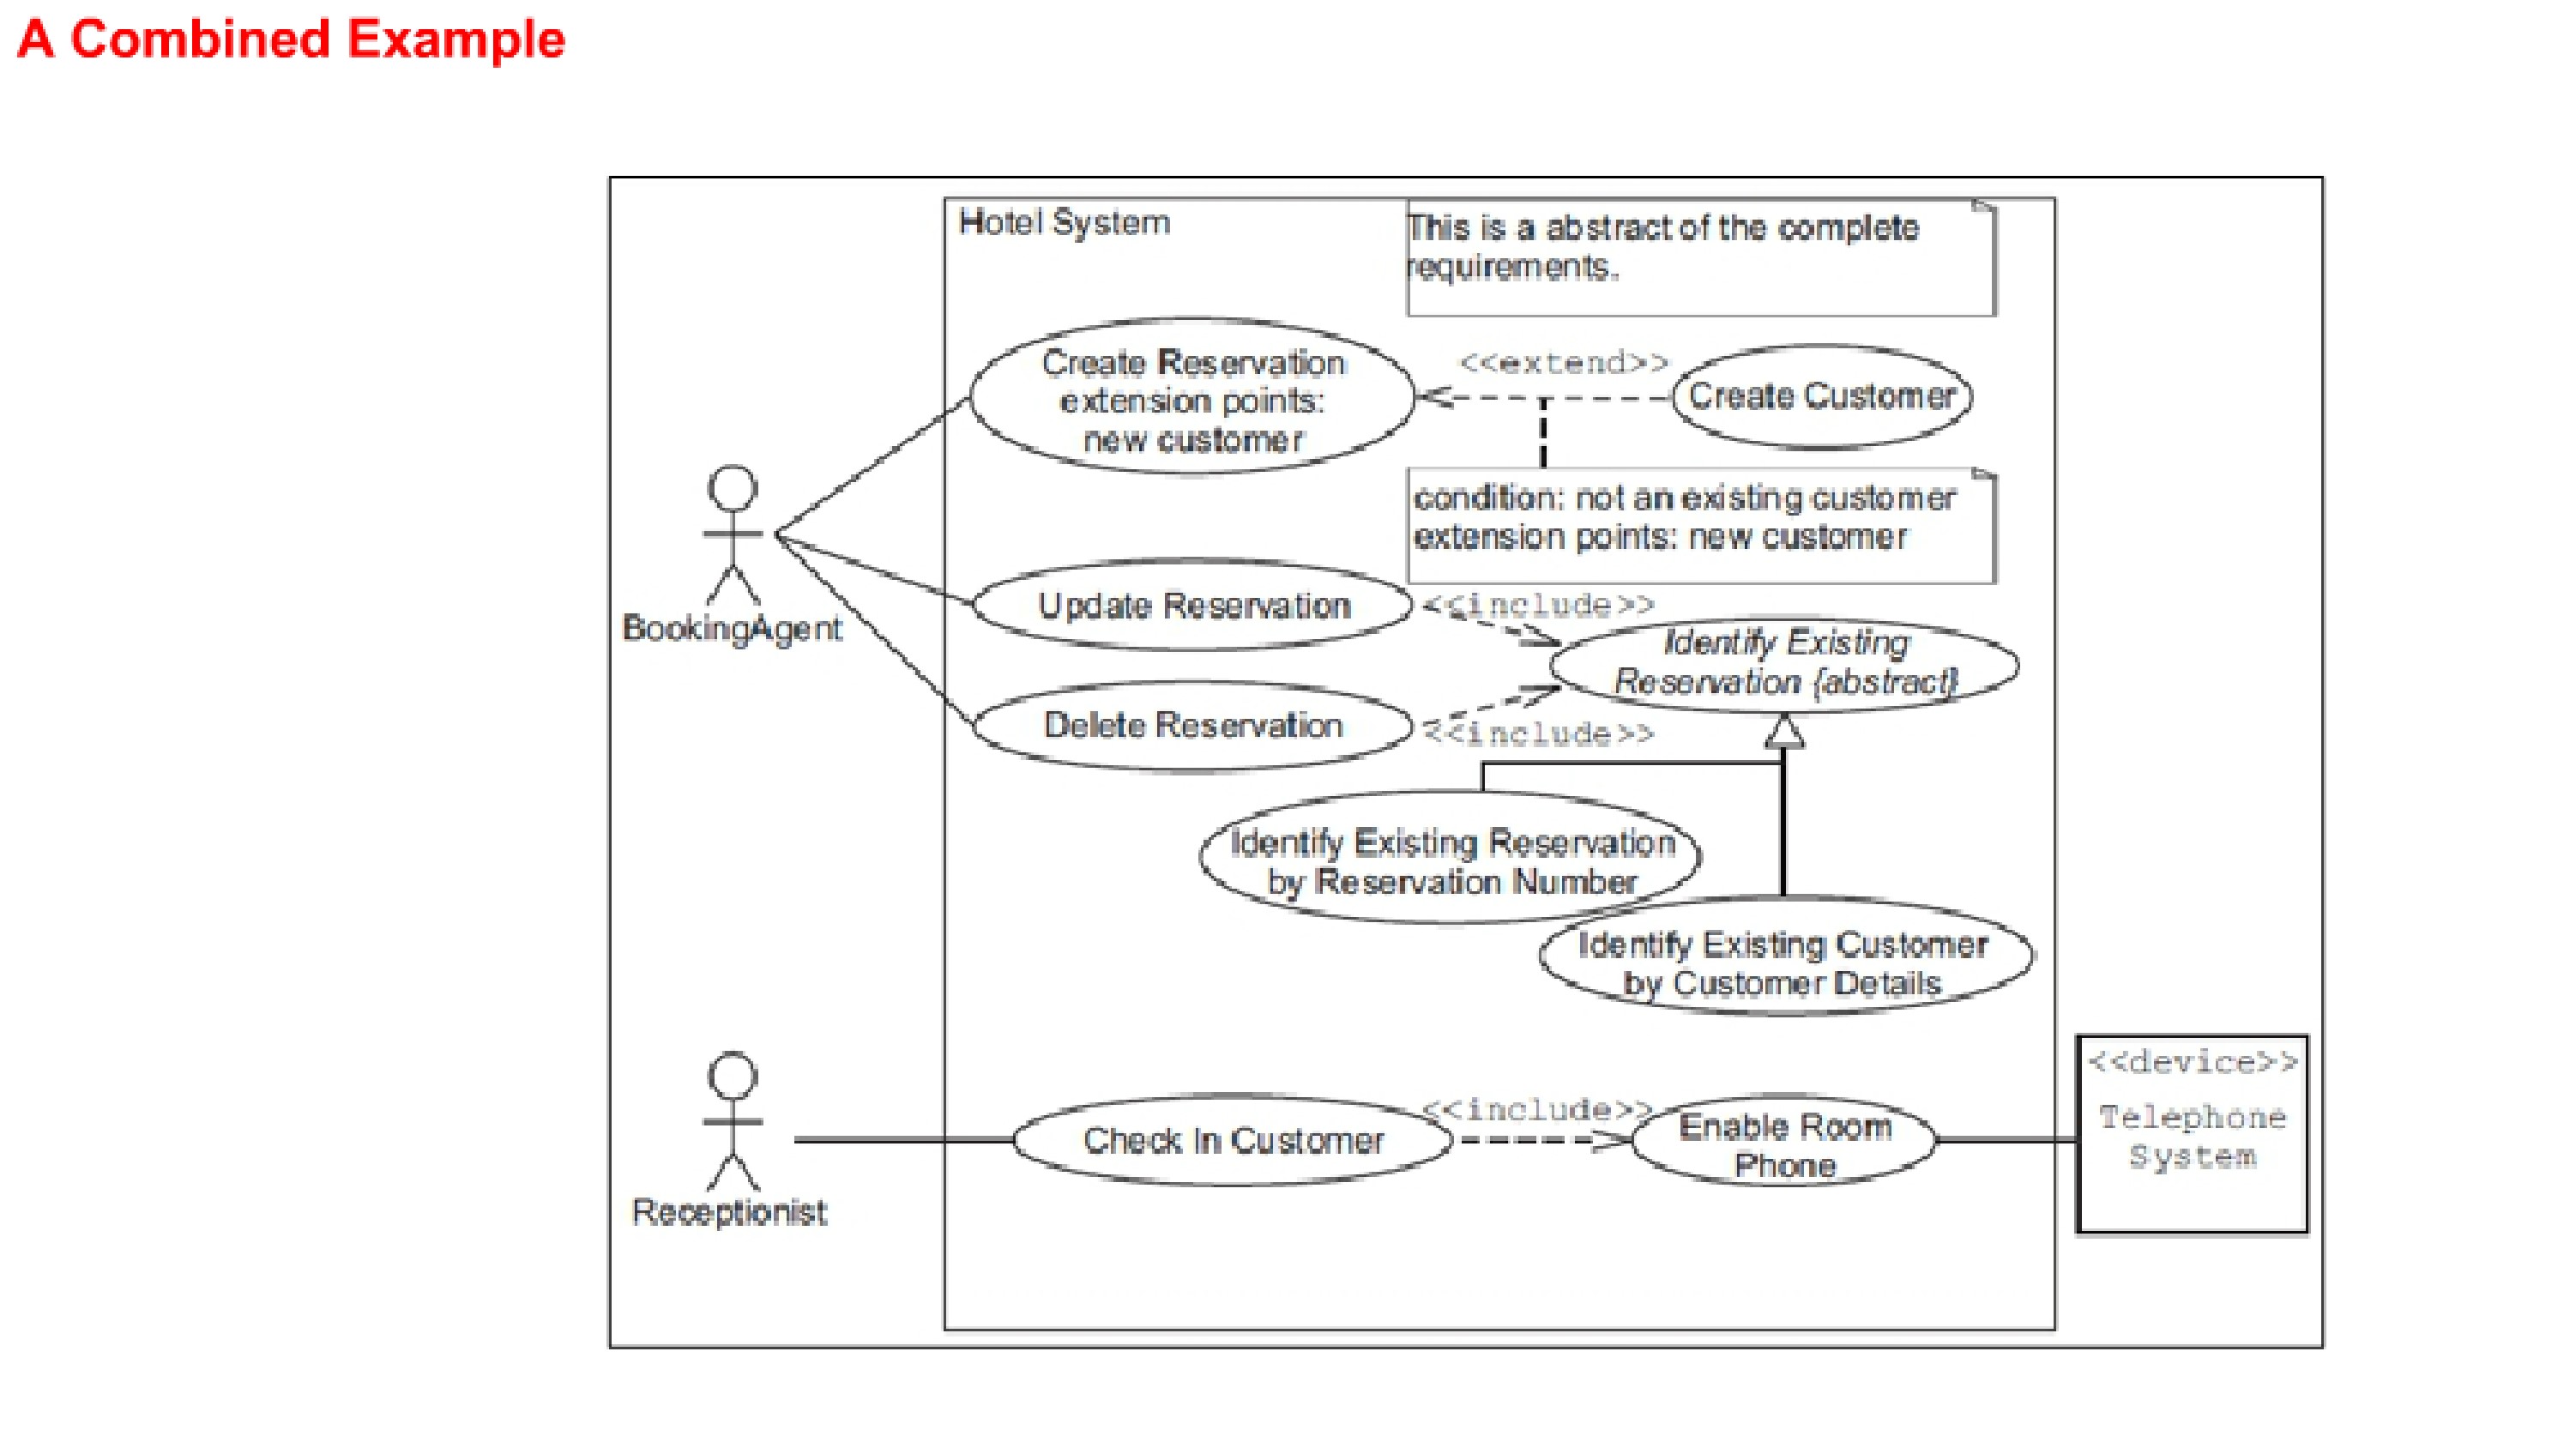 A Combined Example
Hotel System
This is a abstract of the complete
requirements.
Create Reservation
extension points:
new customer
<<extend>>
Create Customer
condition: not an existing customer
extension points: new customer
BookingAgent
Update Reservation
<<include>>
Identify Existing
Reservation {abstract}
Delete Reservation
<<include>>
Identify Existing Reservation
by Reservation Number
Identify Existing Customer
by Customer Details
Receptionist
Check In Customer
<<include>>
Enable Room
Phone
<<device>>
Telephone
System